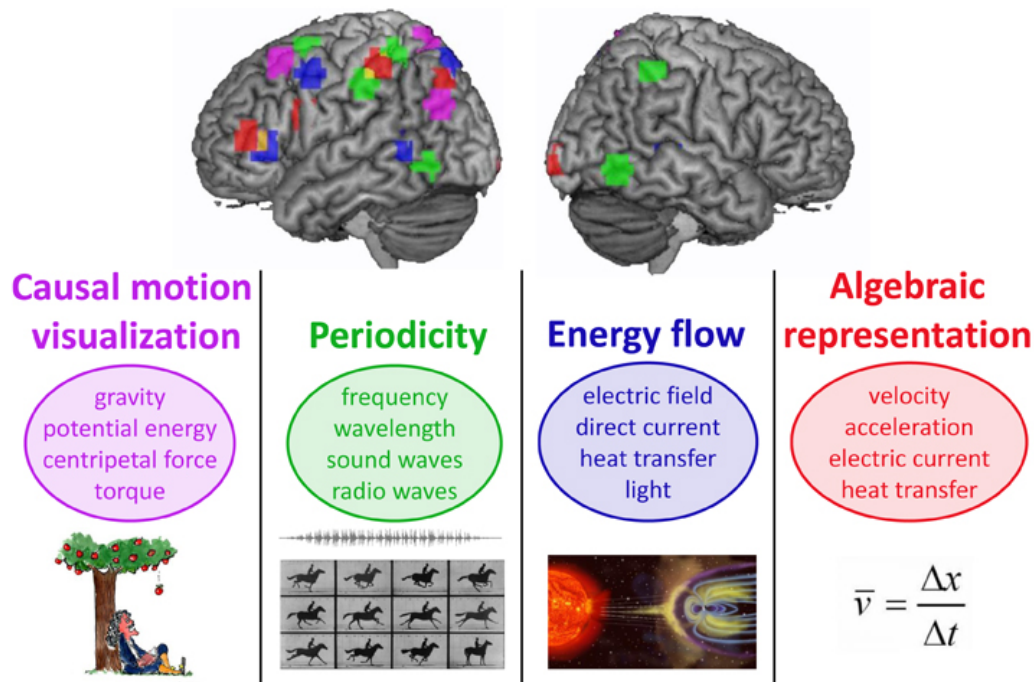 Causal motion
visualization
gravity
potential energy
centripetal force
torque
Periodicity
frequency
wavelength
sound waves
radio waves
Energy flow
electric field
direct current
heat transfer
light
Algebraic
representation
velocity
acceleration
electric current
heat transfer
v̅ = Δx/Δt